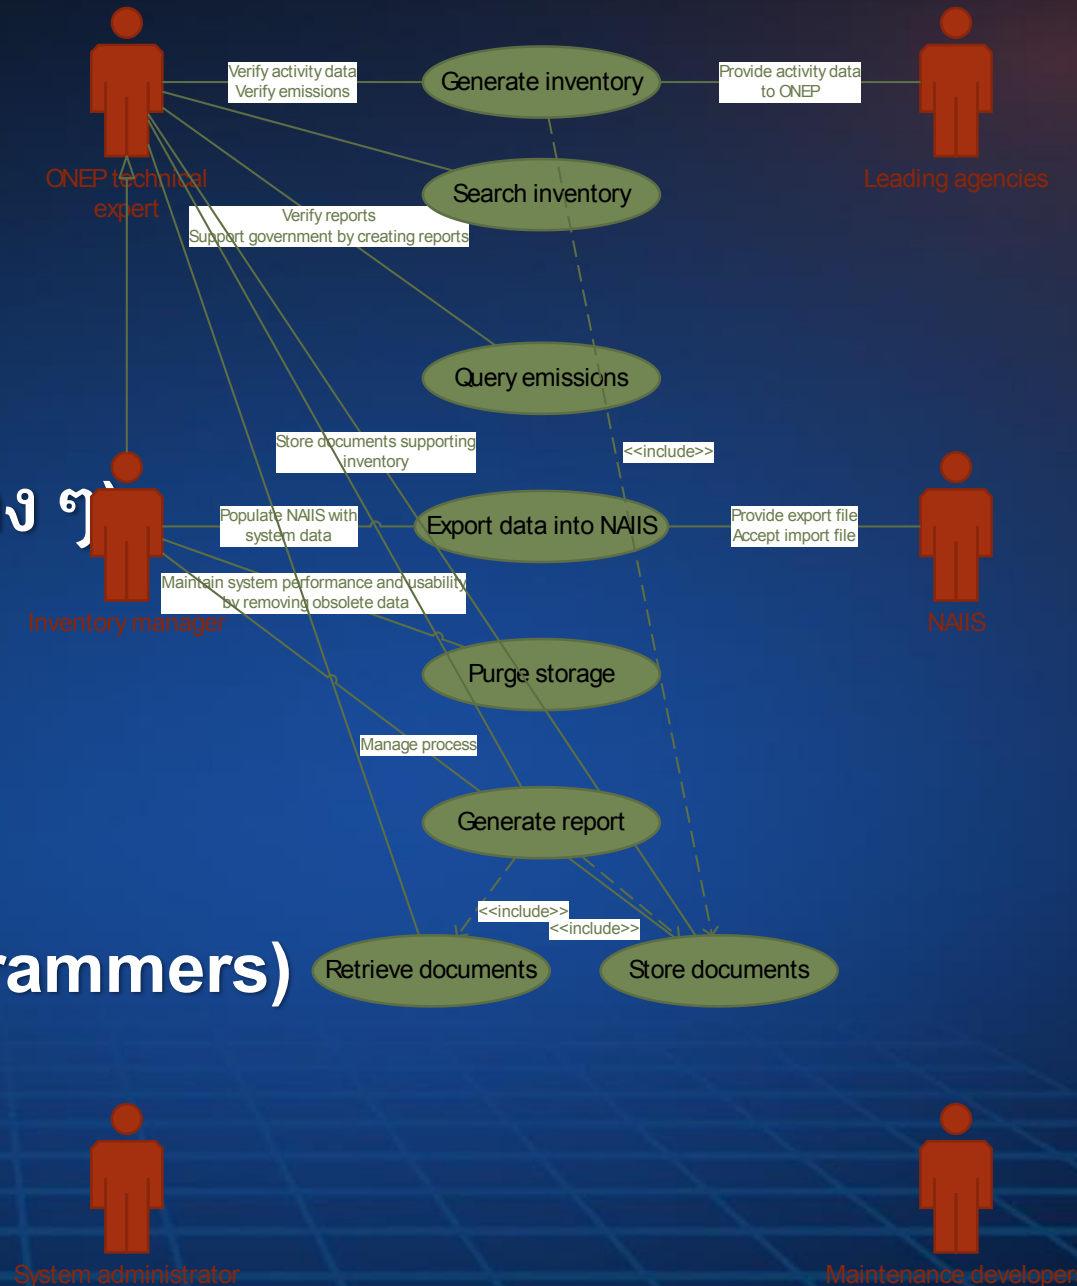 Verify activity data
Verify emissions
Generate inventory
Provide activity data
to ONEP
ONEP technical
expert
Leading agencies
Search inventory
Verify reports
Support government by creating reports
Query emissions
Store documents supporting
inventory
<<include>>
Populate NAIIS with
system data
Export data into NAIIS
Provide export file
Accept import file
Maintain system performance and usability
by removing obsolete data
Inventory manager
NAIIS
Purge storage
Manage process
Generate report
<<include>>
<<include>>
Retrieve documents
Store documents
System administrator
Maintenance developer